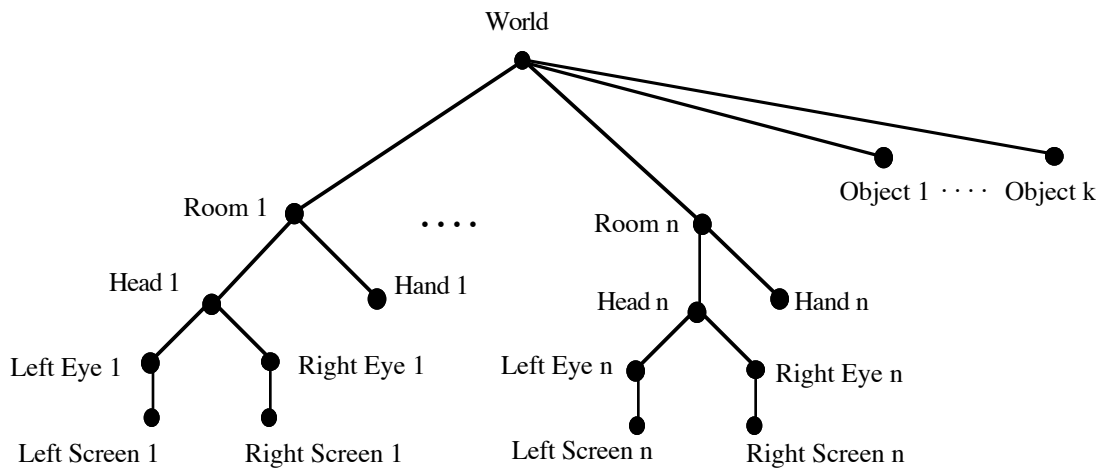 World
Object 1 . . . . Object k
Room 1
. . . .
Room n
Head 1
Hand 1
Head n
Hand n
Left Eye 1
Right Eye 1
Left Eye n
Right Eye n
Left Screen 1
Right Screen 1
Left Screen n
Right Screen n